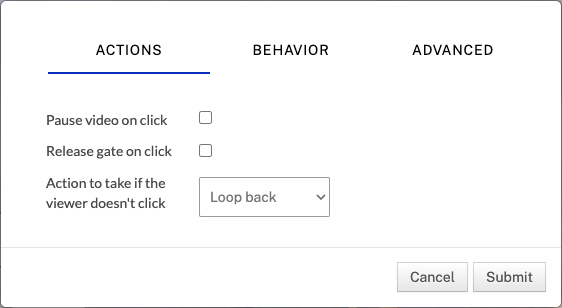 ACTIONS BEHAVIOR ADVANCED
Pause video on click
Release gate on click
Action to take if the
viewer doesn't click
Loop back
Cancel Submit